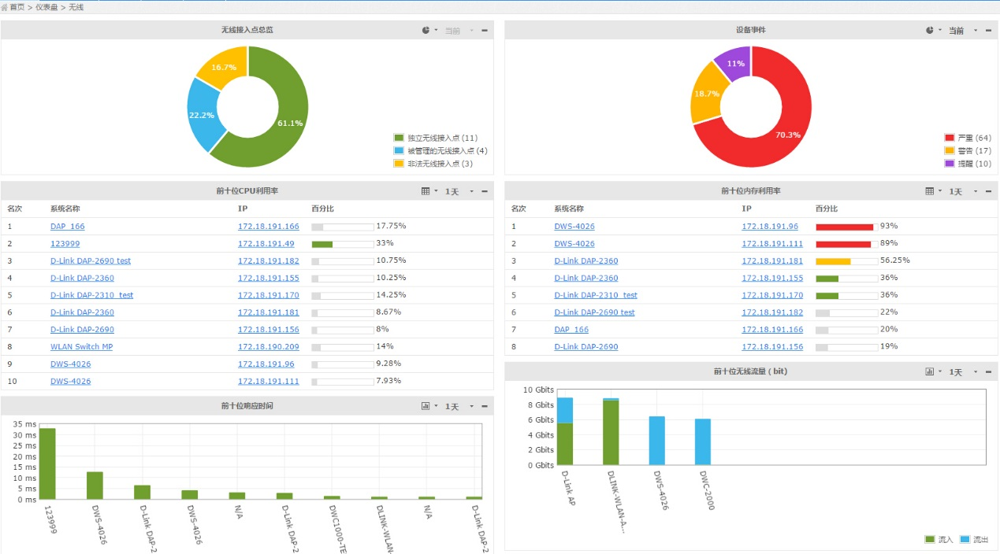 首页 > 仪表盘 > 无线
无线接入点总览
当前
16.7%
22.2%
61.1%
独立无线接入点 (11)
被管理的无线接入点 (4)
非法无线接入点 (3)
设备事件
当前
11%
18.7%
70.3%
严重 (64)
警告 (17)
提醒 (10)
前十位CPU利用率
1天
名次 系统名称 IP 百分比
1 DAP_166 172.18.191.166 17.75%
2 123999 172.18.191.49 33%
3 D-Link DAP-2690 test 172.18.191.182 10.75%
4 D-Link DAP-2360 172.18.191.155 10.25%
5 D-Link DAP-2310_test 172.18.191.170 14.25%
6 D-Link DAP-2360 172.18.191.181 8.67%
7 D-Link DAP-2690 172.18.191.156 8%
8 WLAN Switch MP 172.18.190.209 14%
9 DWS-4026 172.18.191.96 9.28%
10 DWS-4026 172.18.191.111 7.93%
前十位内存利用率
1天
名次 系统名称 IP 百分比
1 DWS-4026 172.18.191.96 93%
2 DWS-4026 172.18.191.111 89%
3 D-Link DAP-2360 172.18.191.181 56.25%
4 D-Link DAP-2360 172.18.191.155 36%
5 D-Link DAP-2310_test 172.18.191.170 36%
6 D-Link DAP-2690 test 172.18.191.182 22%
7 DAP_166 172.18.191.166 20%
8 D-Link DAP-2690 172.18.191.156 19%
前十位响应时间
1天
35 ms
30 ms
25 ms
20 ms
15 ms
10 ms
5 ms
0 ms
123999
DWS-4026
D-Link DAP-2
DWS-4026
N/A
D-Link DAP-2
DWC1000-TE
DLINK-WLAN-
N/A
D-Link DAP-2
前十位无线流量 ( bit)
1天
10 Gbits
8 Gbits
6 Gbits
4 Gbits
2 Gbits
0 Gbits
D-Link AP
DLINK-WLAN-A...
DWS-4026
DWC-2000
流入
流出